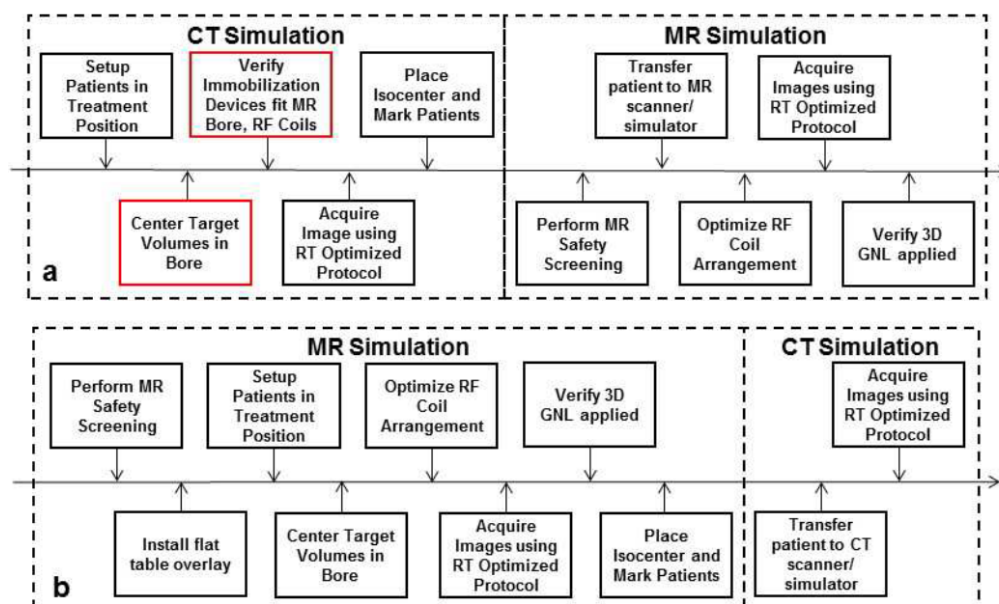 CT Simulation
MR Simulation
Setup
Patients in
Treatment
Position
Verify
Immobilization
Devices fit MR
Bore, RF Coils
Place
Isocenter and
Mark Patients
Transfer
patient to MR
scanner/
simulator
Acquire
Images using
RT Optimized
Protocol
Center Target
Volumes in
Bore
Acquire
Image using
RT Optimized
Protocol
Perform MR
Safety
Screening
Optimize RF
Coil
Arrangement
Verify 3D
GNL applied
a
MR Simulation
CT Simulation
Perform MR
Safety
Screening
Setup
Patients in
Treatment
Position
Optimize RF
Coil
Arrangement
Verify 3D
GNL applied
Acquire
Images using
RT Optimized
Protocol
Install flat
table overlay
Center Target
Volumes in
Bore
Acquire
Images using
RT Optimized
Protocol
Place
Isocenter and
Mark Patients
Transfer
patient to CT
scanner/
simulator
b